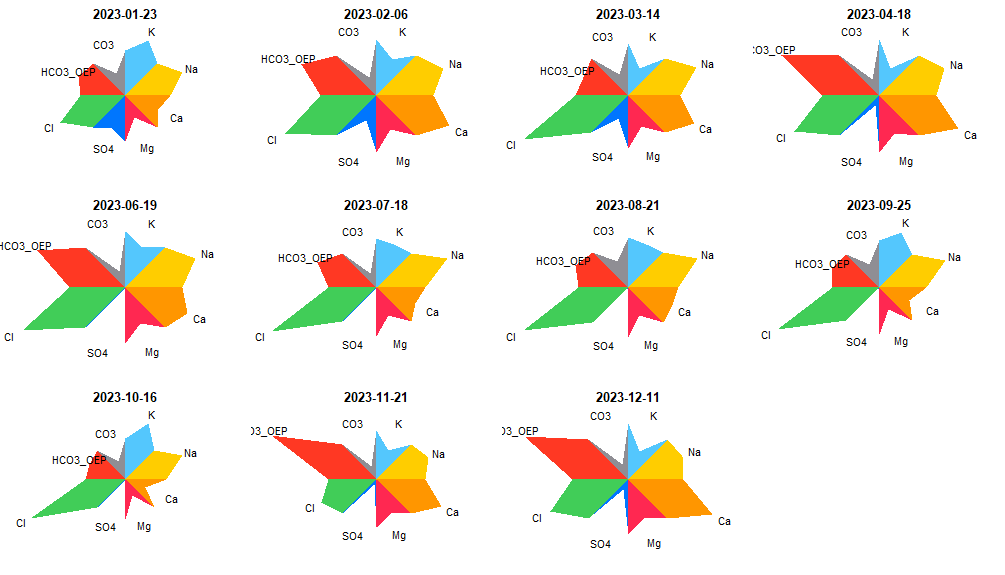 2023-01-23
K
CO3
HCO3_OEP
Na
Cl
Ca
SO4
Mg
2023-02-06
CO3
K
HCO3_OEP
Na
Cl
Ca
SO4
Mg
2023-03-14
CO3
K
HCO3_OEP
Na
Cl
Ca
SO4
Mg
2023-04-18
CO3
K
CO3_OEP
Na
Cl
Ca
SO4
Mg
2023-06-19
CO3
K
HCO3_OEP
Na
Cl
Ca
SO4
Mg
2023-07-18
CO3
K
HCO3_OEP
Na
Cl
Ca
SO4
Mg
2023-08-21
CO3
K
HCO3_OEP
Na
Cl
Ca
SO4
Mg
2023-09-25
K
CO3
HCO3_OEP
Na
Cl
Ca
SO4
Mg
2023-10-16
K
CO3
HCO3_OEP
Na
Cl
Ca
SO4
Mg
2023-11-21
CO3
K
O3_OEP
Na
Cl
Ca
SO4
Mg
2023-12-11
CO3
K
O3_OEP
Na
Cl
Ca
SO4
Mg